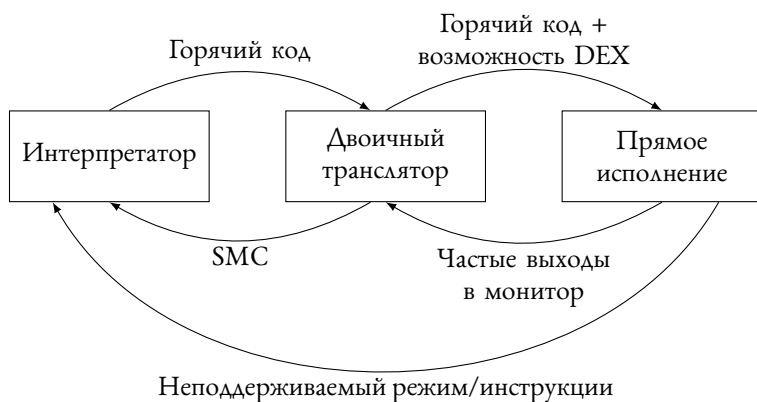 Горячий код
Горячий код +
возможность DEX
Интерпретатор
Двоичный
транслятор
Прямое
исполнение
SMC
Частые выходы
в монитор
Неподдерживаемый режим/инструкции